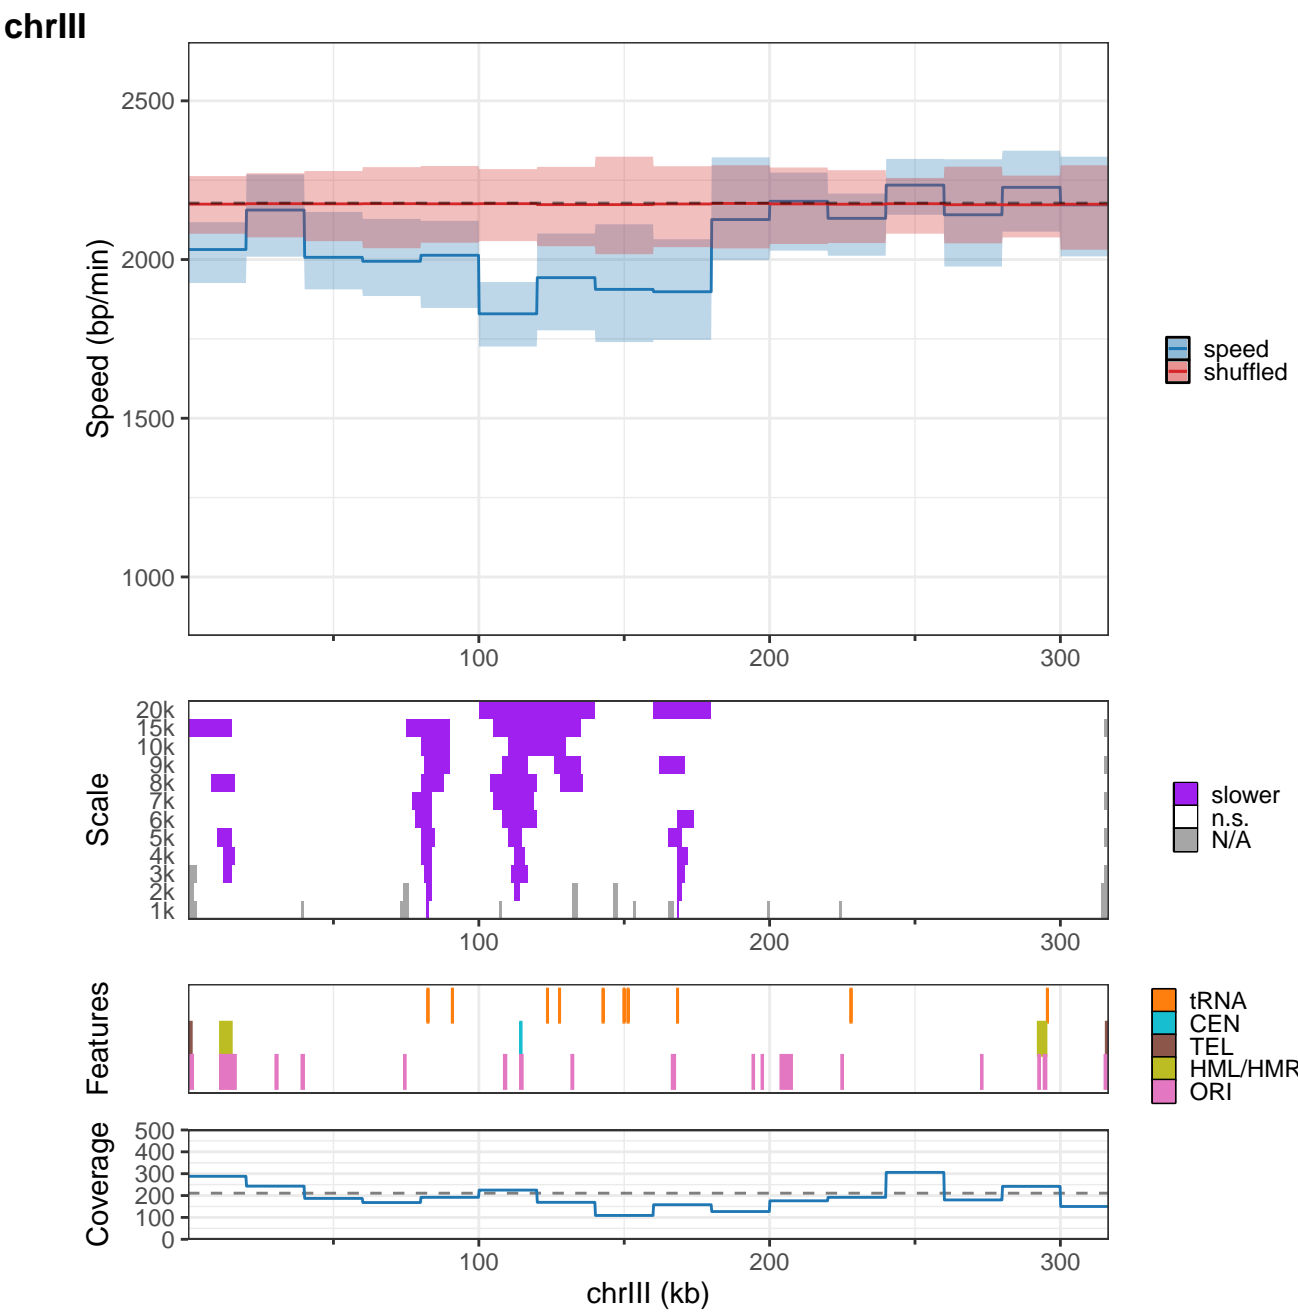 chrIII
Speed (bp/min)
2500
2000
1500
1000
100
200
300
speed
shuffled
Scale
20k
15k
10k
9k
8k
7k
6k
5k
4k
3k
2k
1k
100
200
300
slower
n.s.
N/A
Features
tRNA
CEN
TEL
HML/HMR
ORI
Coverage
500
400
300
200
100
0
100
200
300
chrIII (kb)